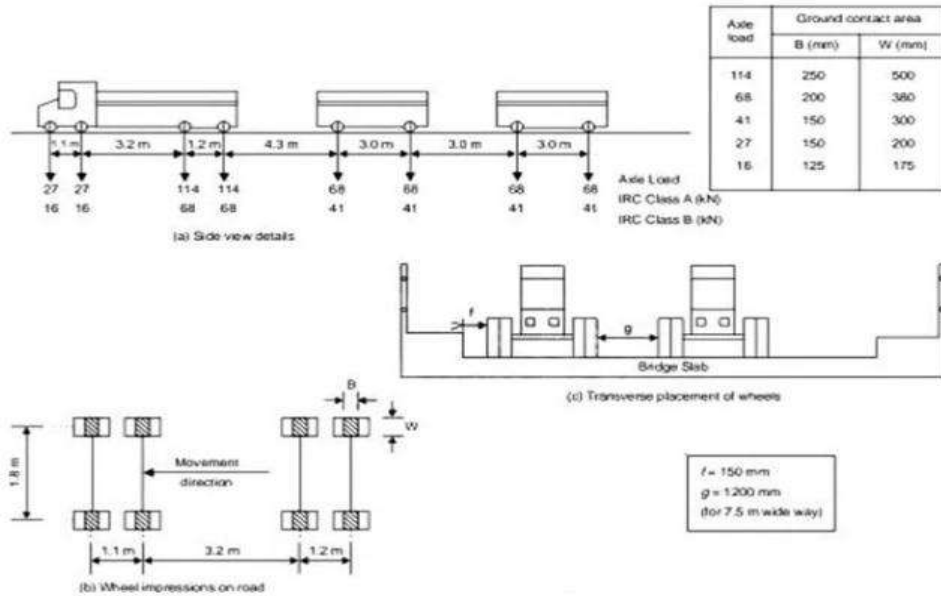 Axle load
Ground contact area
B (mm) W (mm)
114 250 500
68 200 380
41 150 300
27 150 200
16 125 175
1.1 m 3.2 m 1.2 m 4.3 m 3.0 m 3.0 m 3.0 m
27 27 114 114 68 68 68 68
16 16 68 68 41 41 41 41
Axle Load
IRC Class A (kN)
IRC Class B (kN)
(a) Side view details
f
g
Bridge Slab
(c) Transverse placement of wheels
B
W
1.8 m
Movement
direction
1.1 m 3.2 m 1.2 m
(b) Wheel impressions on road
f = 150 mm
g = 1200 mm
(for 7.5 m wide way)